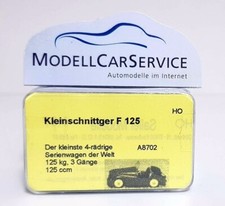 MODELLCARSERVICE
Automodelle im Internet
HO
Kleinschnittger F 125
Der kleinste 4-rädrige A8702
Serienwagen der Welt
125 kg, 3 Gänge
125 ccm